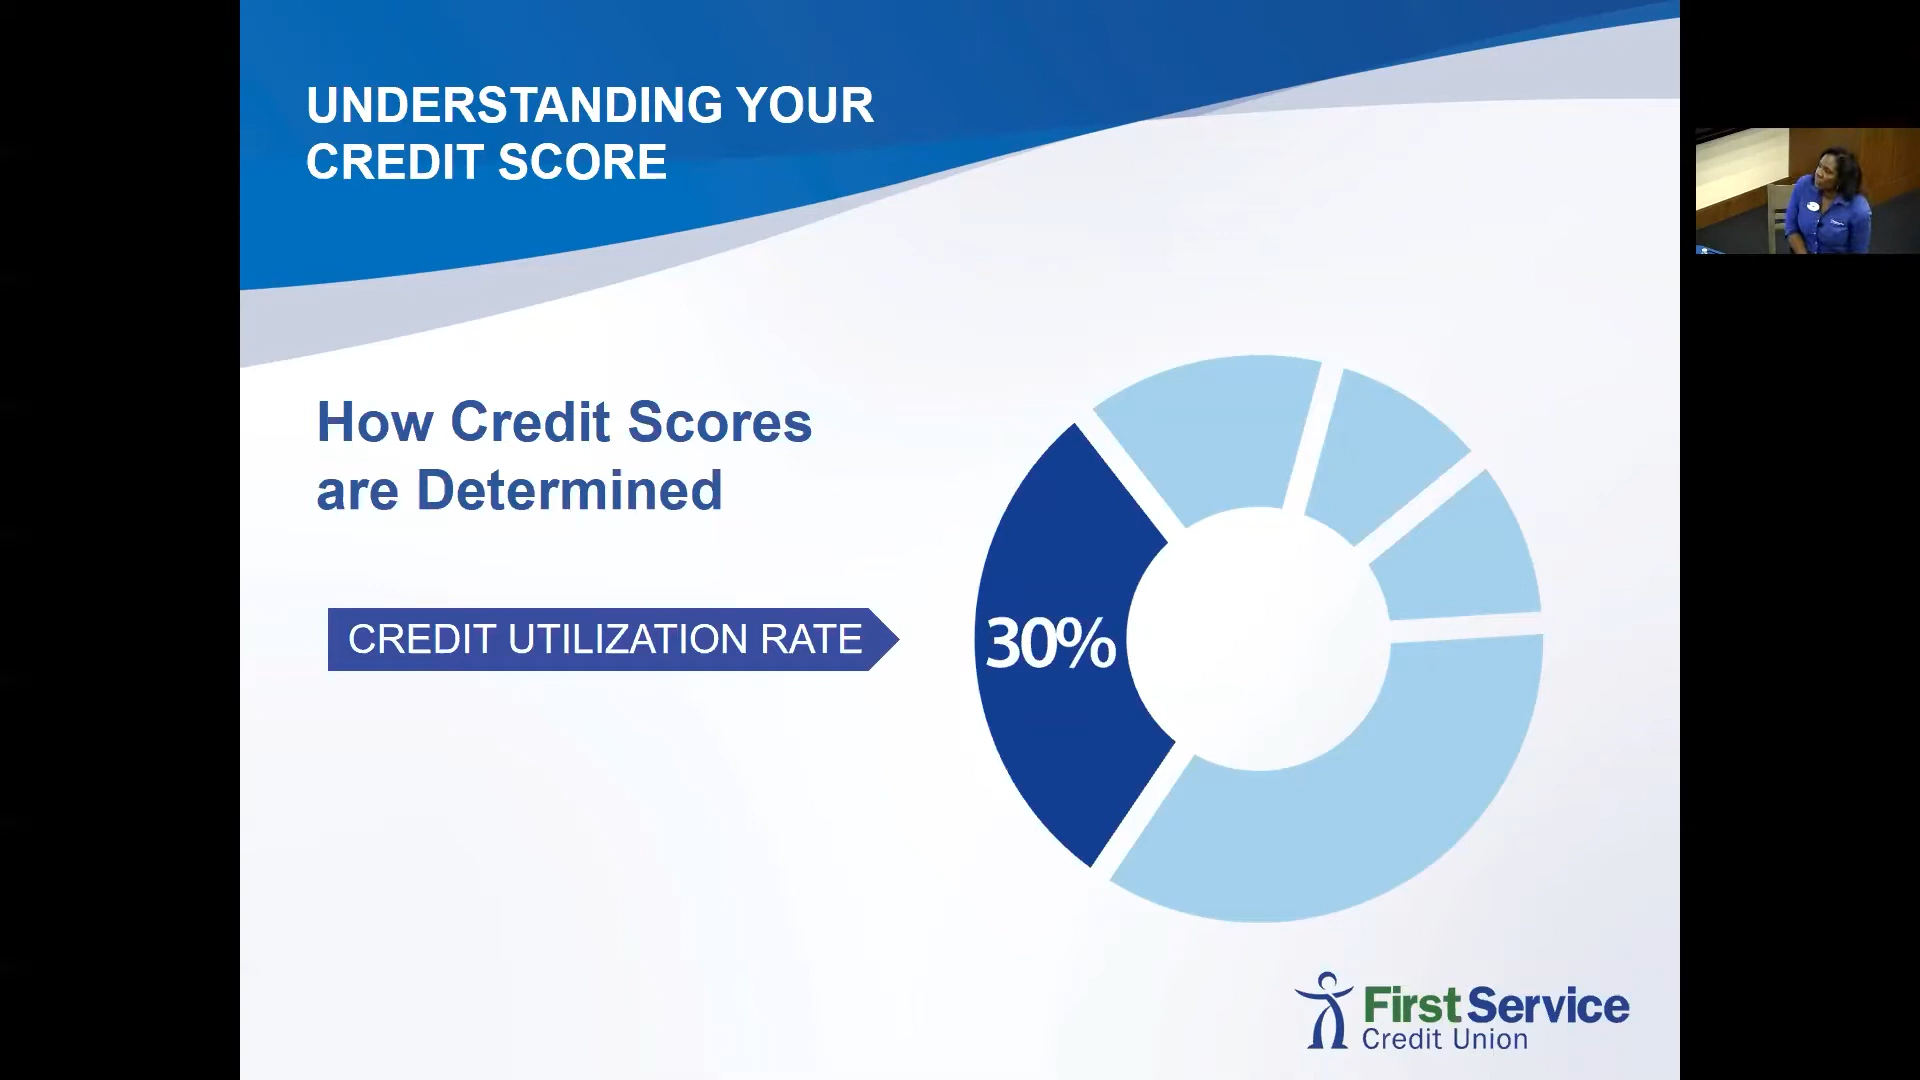 UNDERSTANDING YOUR
CREDIT SCORE
How Credit Scores
are Determined
CREDIT UTILIZATION RATE
30%
First Service
Credit Union